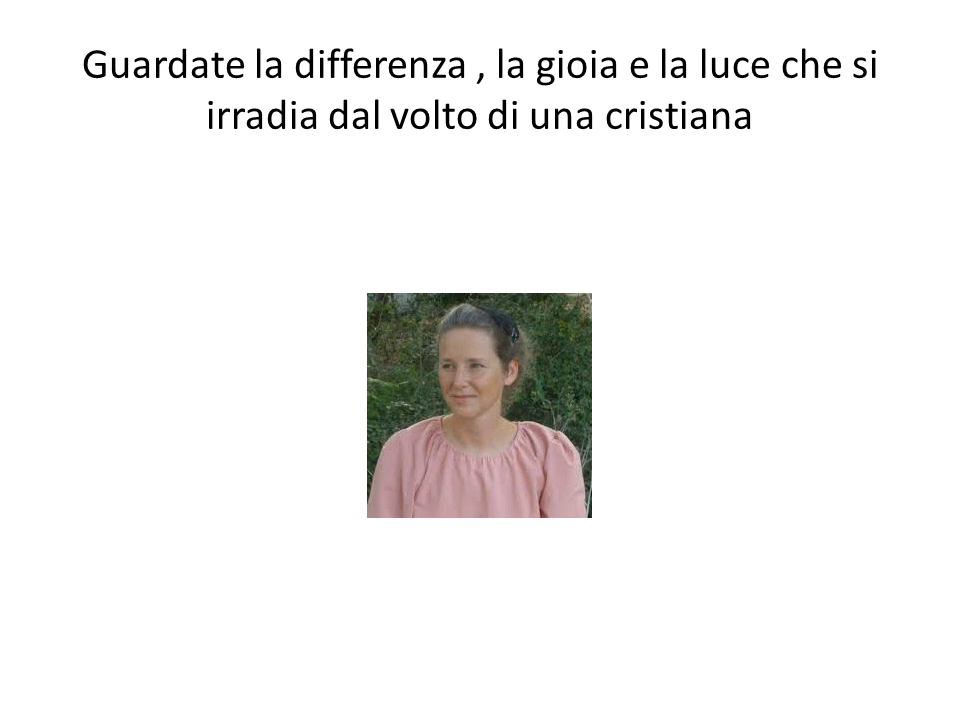 Guardate la differenza , la gioia e la luce che si
irradia dal volto di una cristiana